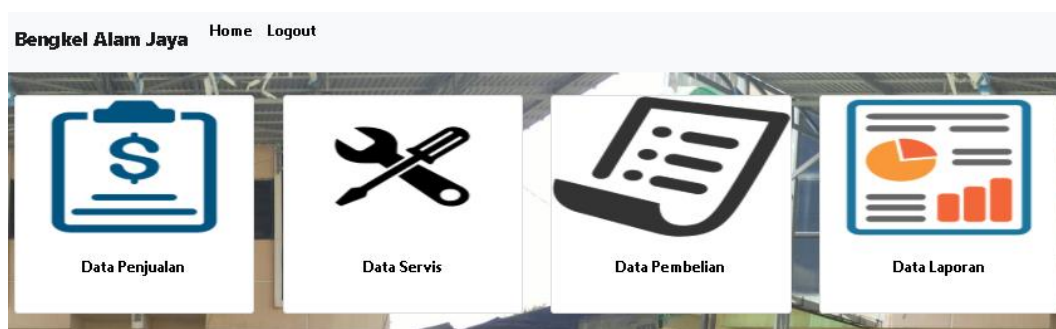 Bengkel Alam Jaya Home Logout
$
Data Penjualan
Data Servis
Data Pembelian
Data Laporan